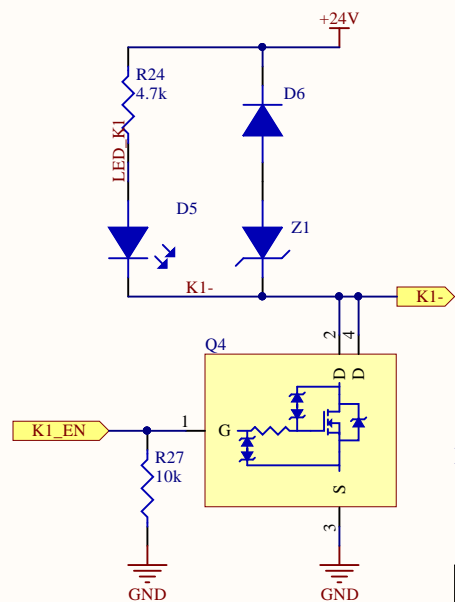 +24V
R24
4.7k
LED_K1
D6
D5
Z1
K1-
K1-
2
4
Q4
D
D
K1_EN
1
G
R27
10k
S
3
GND
GND